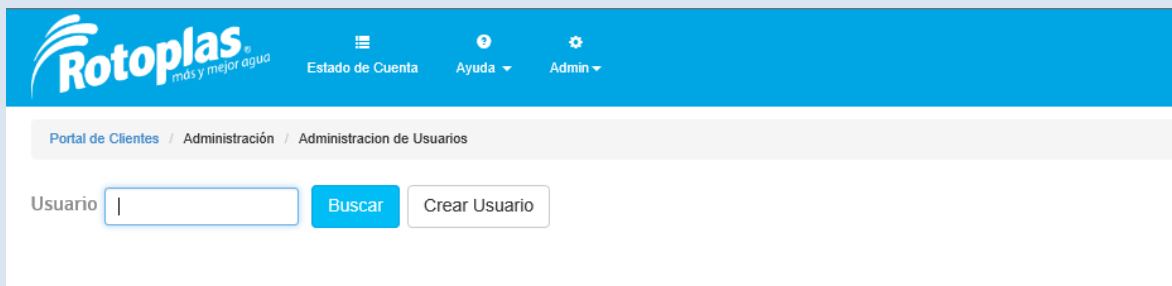 Rotoplas®
más y mejor agua
Estado de Cuenta
Ayuda
Admin
Portal de Clientes / Administración / Administracion de Usuarios
Usuario
Buscar
Crear Usuario